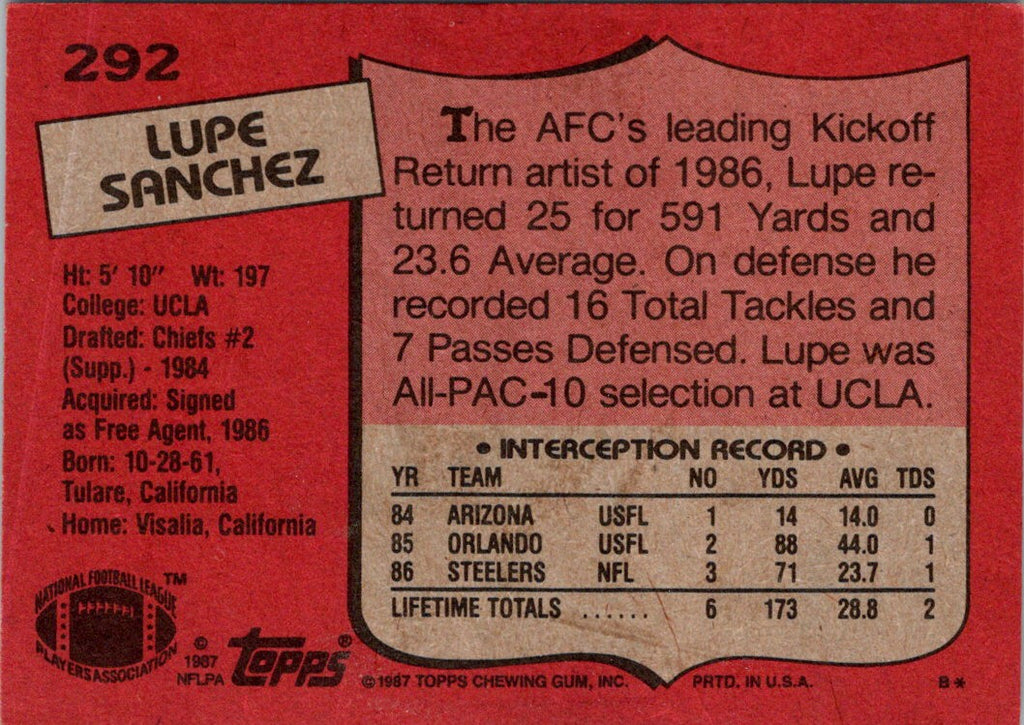 292
LUPE
SANCHEZ
Ht: 5' 10" Wt: 197
College: UCLA
Drafted: Chiefs #2
(Supp.) - 1984
Acquired: Signed
as Free Agent, 1986
Born: 10-28-61,
Tulare, California
Home: Visalia, California
The AFC's leading Kickoff
Return artist of 1986, Lupe re-
turned 25 for 591 Yards and
23.6 Average. On defense he
recorded 16 Total Tackles and
7 Passes Defensed. Lupe was
All-PAC-10 selection at UCLA.
• INTERCEPTION RECORD •
YR TEAM NO YDS AVG TDS
84 ARIZONA USFL 1 14 14.0 0
85 ORLANDO USFL 2 88 44.0 1
86 STEELERS NFL 3 71 23.7 1
LIFETIME TOTALS ...... 6 173 28.8 2
NATIONAL FOOTBALL LEAGUE TM
PLAYERS ASSOCIATION
©
1987
NFLPA
topps®
©1987 TOPPS CHEWING GUM, INC. PRTD. IN U.S.A. B*